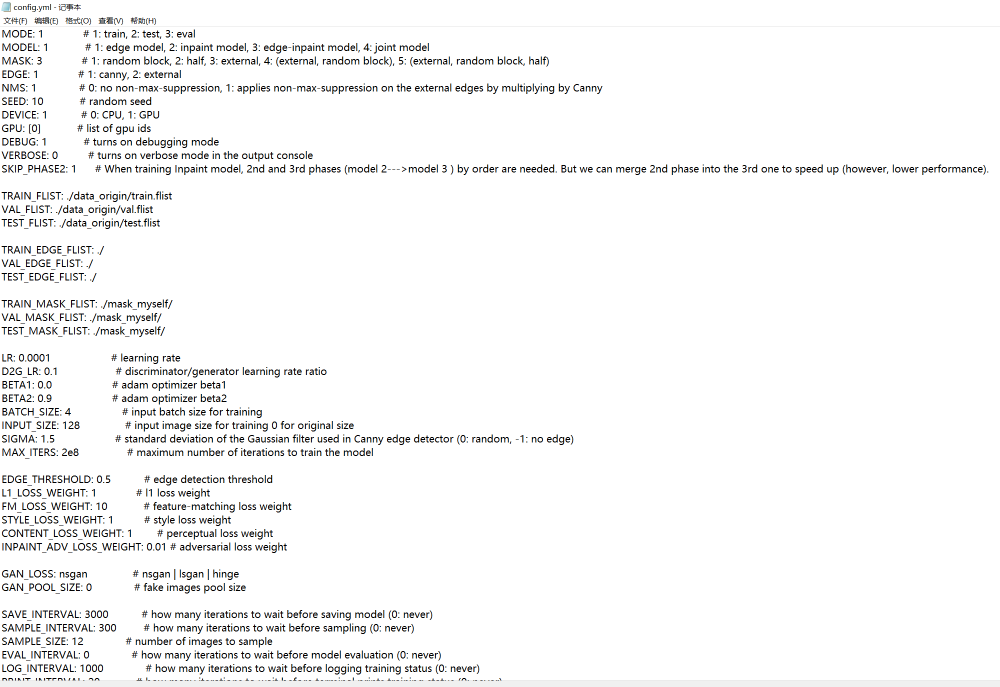 config.yml - 记事本
文件(F) 编辑(E) 格式(O) 查看(V) 帮助(H)
MODE: 1 # 1: train, 2: test, 3: eval
MODEL: 1 # 1: edge model, 2: inpaint model, 3: edge-inpaint model, 4: joint model
MASK: 3 # 1: random block, 2: half, 3: external, 4: (external, random block), 5: (external, random block, half)
EDGE: 1 # 1: canny, 2: external
NMS: 1 # 0: no non-max-suppression, 1: applies non-max-suppression on the external edges by multiplying by Canny
SEED: 10 # random seed
DEVICE: 1 # 0: CPU, 1: GPU
GPU: [0] # list of gpu ids
DEBUG: 1 # turns on debugging mode
VERBOSE: 0 # turns on verbose mode in the output console
SKIP_PHASE2: 1 # When training Inpaint model, 2nd and 3rd phases (model 2--->model 3 ) by order are needed. But we can merge 2nd phase into the 3rd one to speed up (however, lower performance).
TRAIN_FLIST: ./data_origin/train.flist
VAL_FLIST: ./data_origin/val.flist
TEST_FLIST: ./data_origin/test.flist
TRAIN_EDGE_FLIST: ./
VAL_EDGE_FLIST: ./
TEST_EDGE_FLIST: ./
TRAIN_MASK_FLIST: ./mask_myself/
VAL_MASK_FLIST: ./mask_myself/
TEST_MASK_FLIST: ./mask_myself/
LR: 0.0001 # learning rate
D2G_LR: 0.1 # discriminator/generator learning rate ratio
BETA1: 0.0 # adam optimizer beta1
BETA2: 0.9 # adam optimizer beta2
BATCH_SIZE: 4 # input batch size for training
INPUT_SIZE: 128 # input image size for training 0 for original size
SIGMA: 1.5 # standard deviation of the Gaussian filter used in Canny edge detector (0: random, -1: no edge)
MAX_ITERS: 2e8 # maximum number of iterations to train the model
EDGE_THRESHOLD: 0.5 # edge detection threshold
L1_LOSS_WEIGHT: 1 # l1 loss weight
FM_LOSS_WEIGHT: 10 # feature-matching loss weight
STYLE_LOSS_WEIGHT: 1 # style loss weight
CONTENT_LOSS_WEIGHT: 1 # perceptual loss weight
INPAINT_ADV_LOSS_WEIGHT: 0.01 # adversarial loss weight
GAN_LOSS: nsgan # nsgan | lsgan | hinge
GAN_POOL_SIZE: 0 # fake images pool size
SAVE_INTERVAL: 3000 # how many iterations to wait before saving model (0: never)
SAMPLE_INTERVAL: 300 # how many iterations to wait before sampling (0: never)
SAMPLE_SIZE: 12 # number of images to sample
EVAL_INTERVAL: 0 # how many iterations to wait before model evaluation (0: never)
LOG_INTERVAL: 1000 # how many iterations to wait before logging training status (0: never)
PRINT_INTERVAL: 20 # how many iterations to wait before terminal prints training status (0: never)